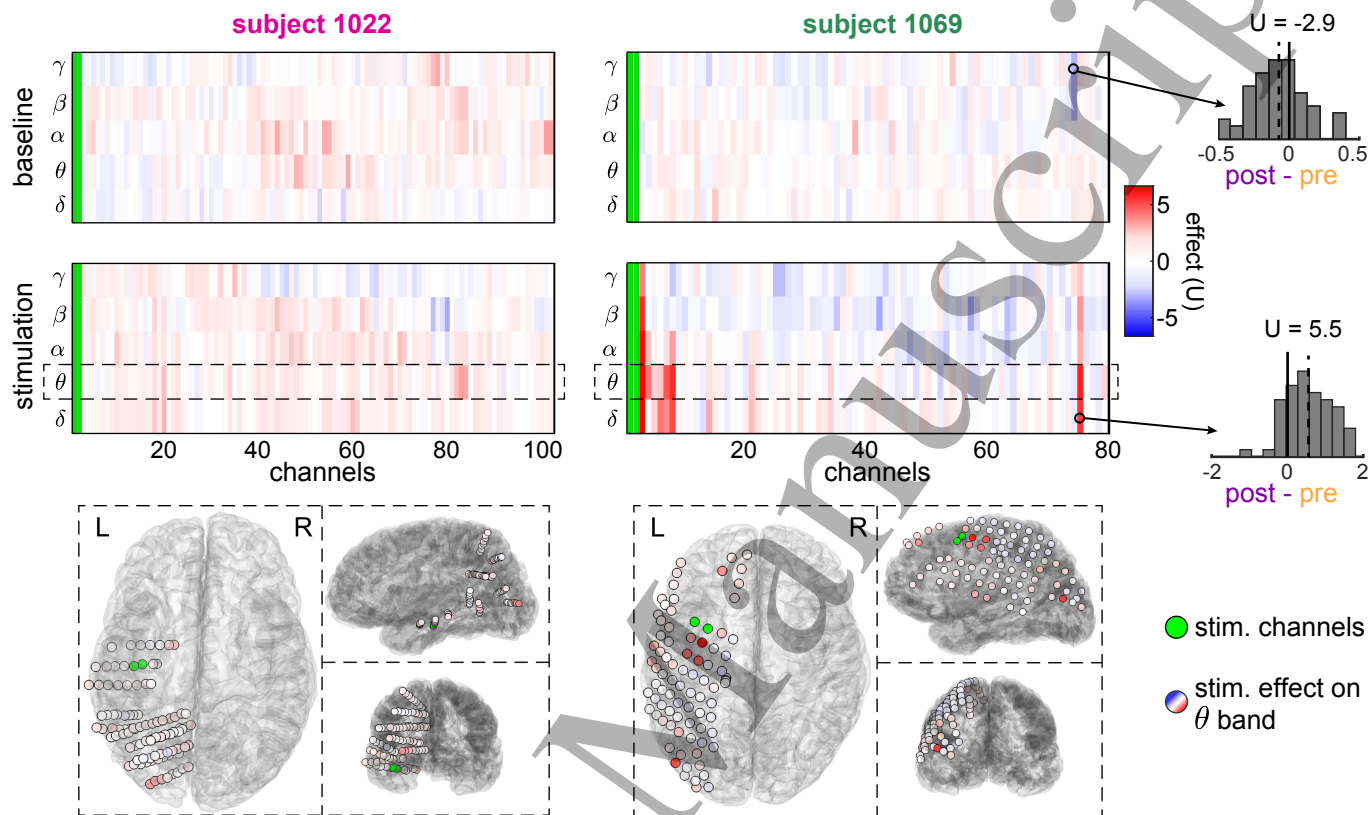 subject 1022
subject 1069
U = -2.9
baseline
γ
β
α
θ
δ
γ
β
α
θ
δ
-0.5
0
0.5
post - pre
5
0
-5
effect (U)
stimulation
γ
β
α
θ
δ
20
40
60
80
100
channels
γ
β
α
θ
δ
20
40
60
80
channels
U = 5.5
-2
0
2
post - pre
L
R
L
R
stim. channels
stim. effect on
θ band
Manuscrip